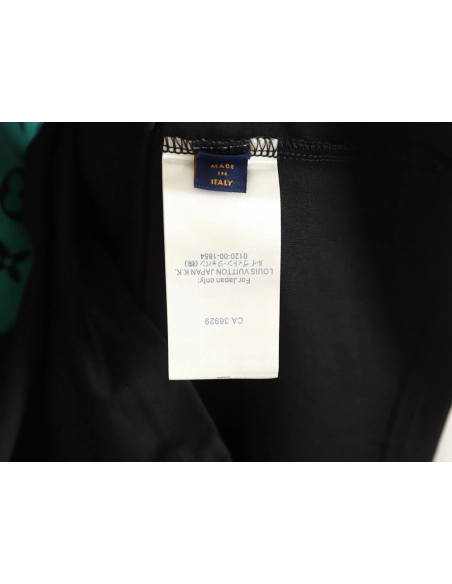 MADE
IN
ITALY
CA 36929
For Japan only:
LOUIS VUITTON JAPAN K.K.
ルイ・ヴィトン・ジャパン(株)
0120-00-1854